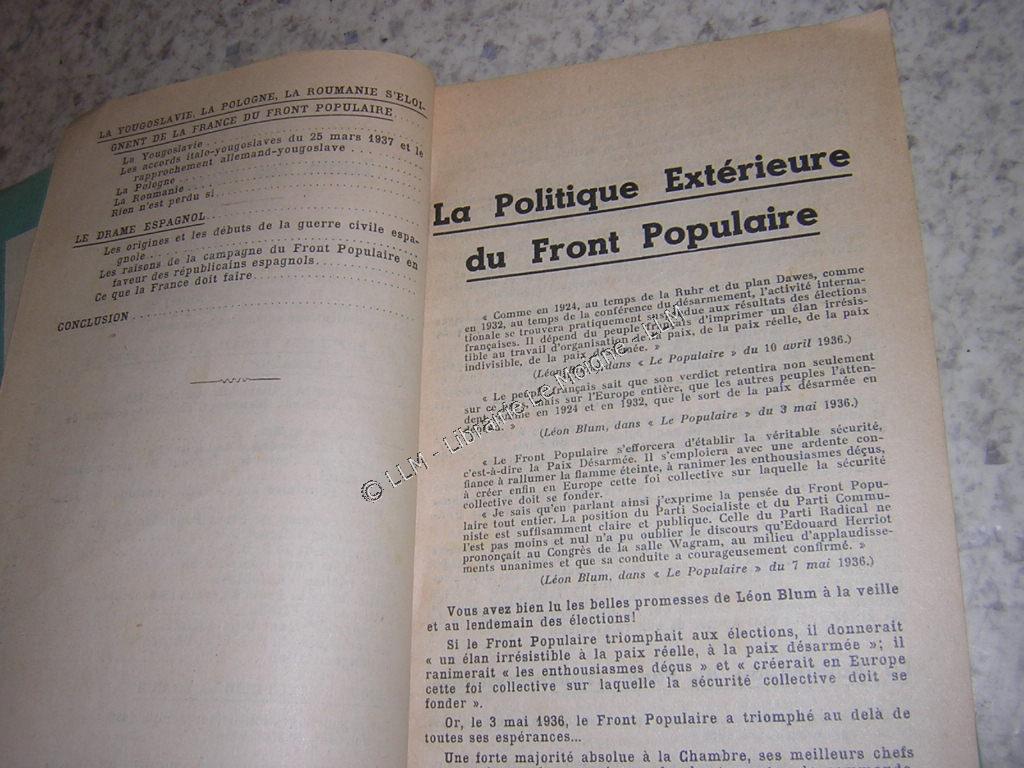 LA YOUGOSLAVIE, LA POLOGNE, LA ROUMANIE S'ELOI-
GNENT DE LA FRANCE DU FRONT POPULAIRE
La Yougoslavie
Les accords italo-yougoslaves du 25 mars 1937 et le
rapprochement allemand-yougoslave
La Pologne
La Roumanie
Rien n'est perdu si
LE DRAME ESPAGNOL
Les origines et les débuts de la guerre civile espa-
gnole
Les raisons de la campagne du Front Populaire en
faveur des républicains espagnols
Ce que la France doit faire
CONCLUSION
La Politique Extérieure
du Front Populaire
« Comme en 1924, au temps de la Ruhr et du plan Dawes, comme
en 1932, au temps de la conférence du désarmement, l'activité interna-
tionale se trouvera pratiquement suspendue aux résultats des élections
françaises. Il dépend du peuple français d'imprimer un élan irrésis-
tible au travail d'organisation de la paix, de la paix réelle, de la paix
indivisible, de la paix désarmée. »
(Léon Blum, dans « Le Populaire » du 10 avril 1936.)
« Le peuple français sait que son verdict retentira non seulement
sur ce mais sur l'Europe entière, que les autres peuples l'atten-
dent comme en 1924 et en 1932, que le sort de la paix désarmée en
»
(Léon Blum, dans « Le Populaire » du 3 mai 1936.)
« Le Front Populaire s'efforcera d'établir la véritable sécurité,
c'est-à-dire la Paix Désarmée. Il s'emploiera avec une ardente con-
fiance à rallumer la flamme éteinte, à ranimer les enthousiasmes déçus,
à créer enfin en Europe cette foi collective sur laquelle la sécurité
collective doit se fonder.
« Je sais qu'en parlant ainsi j'exprime la pensée du Front Popu-
laire tout entier. La position du Parti Socialiste et du Parti Commu-
niste est suffisamment claire et publique. Celle du Parti Radical ne
l'est pas moins et nul n'a pu oublier le discours qu'Edouard Herriot
prononçait au Congrès de la salle Wagram, au milieu d'applaudisse-
ments unanimes et que sa conduite a courageusement confirmé. »
(Léon Blum, dans « Le Populaire » du 7 mai 1936.)
Vous avez bien lu les belles promesses de Léon Blum à la veille
et au lendemain des élections!
Si le Front Populaire triomphait aux élections, il donnerait
« un élan irrésistible à la paix réelle, à la paix désarmée »; il
ranimerait « les enthousiasmes déçus » et « créerait en Europe
cette foi collective sur laquelle la sécurité collective doit se
fonder ».
Or, le 3 mai 1936, le Front Populaire a triomphé au delà de
toutes ses espérances...
Une forte majorité absolue à la Chambre, ses meilleurs chefs
© LLM - Librairie Le Moigne - LLM